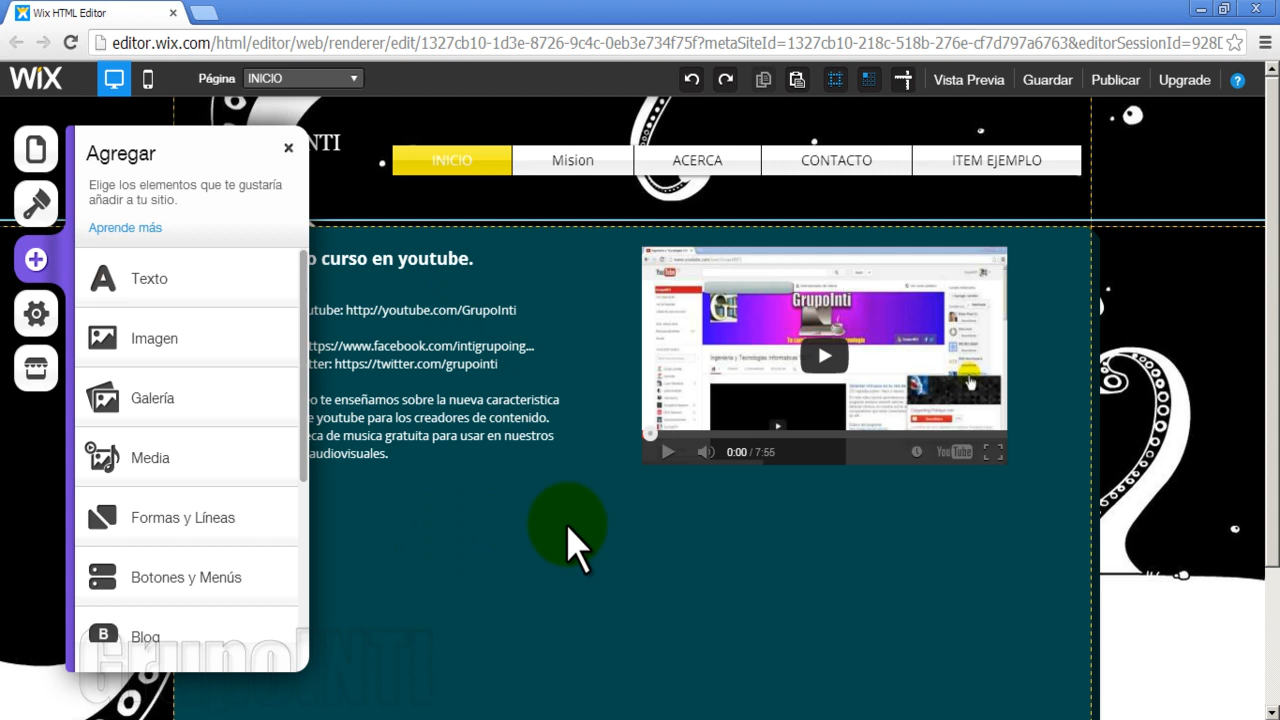 Wix HTML Editor
editor.wix.com/html/editor/web/renderer/edit/1327cb10-1d3e-8726-9c4c-0eb3e734f75f?metaSiteId=1327cb10-218c-518b-276e-cf7d797a6763&editorSessionId=928D
WiX Página INICIO Vista Previa Guardar Publicar Upgrade ?
NTI
INICIO Mision ACERCA CONTACTO ITEM EJEMPLO
Agregar
Elige los elementos que te gustaría
añadir a tu sitio.
Aprende más
Texto
Imagen
Galería
Media
Formas y Líneas
Botones y Menús
B Blog
o curso en youtube.
utube: http://youtube.com/GrupoInti
ttps://www.facebook.com/intigrupoing...
tter: https://twitter.com/grupointi
eo te enseñamos sobre la nueva caracteristica
e youtube para los creadores de contenido.
eca de musica gratuita para usar en nuestros
audiovisuales.
YouTube
GrupoInti
0:00 / 7:55 YouTube
GrupoINTI